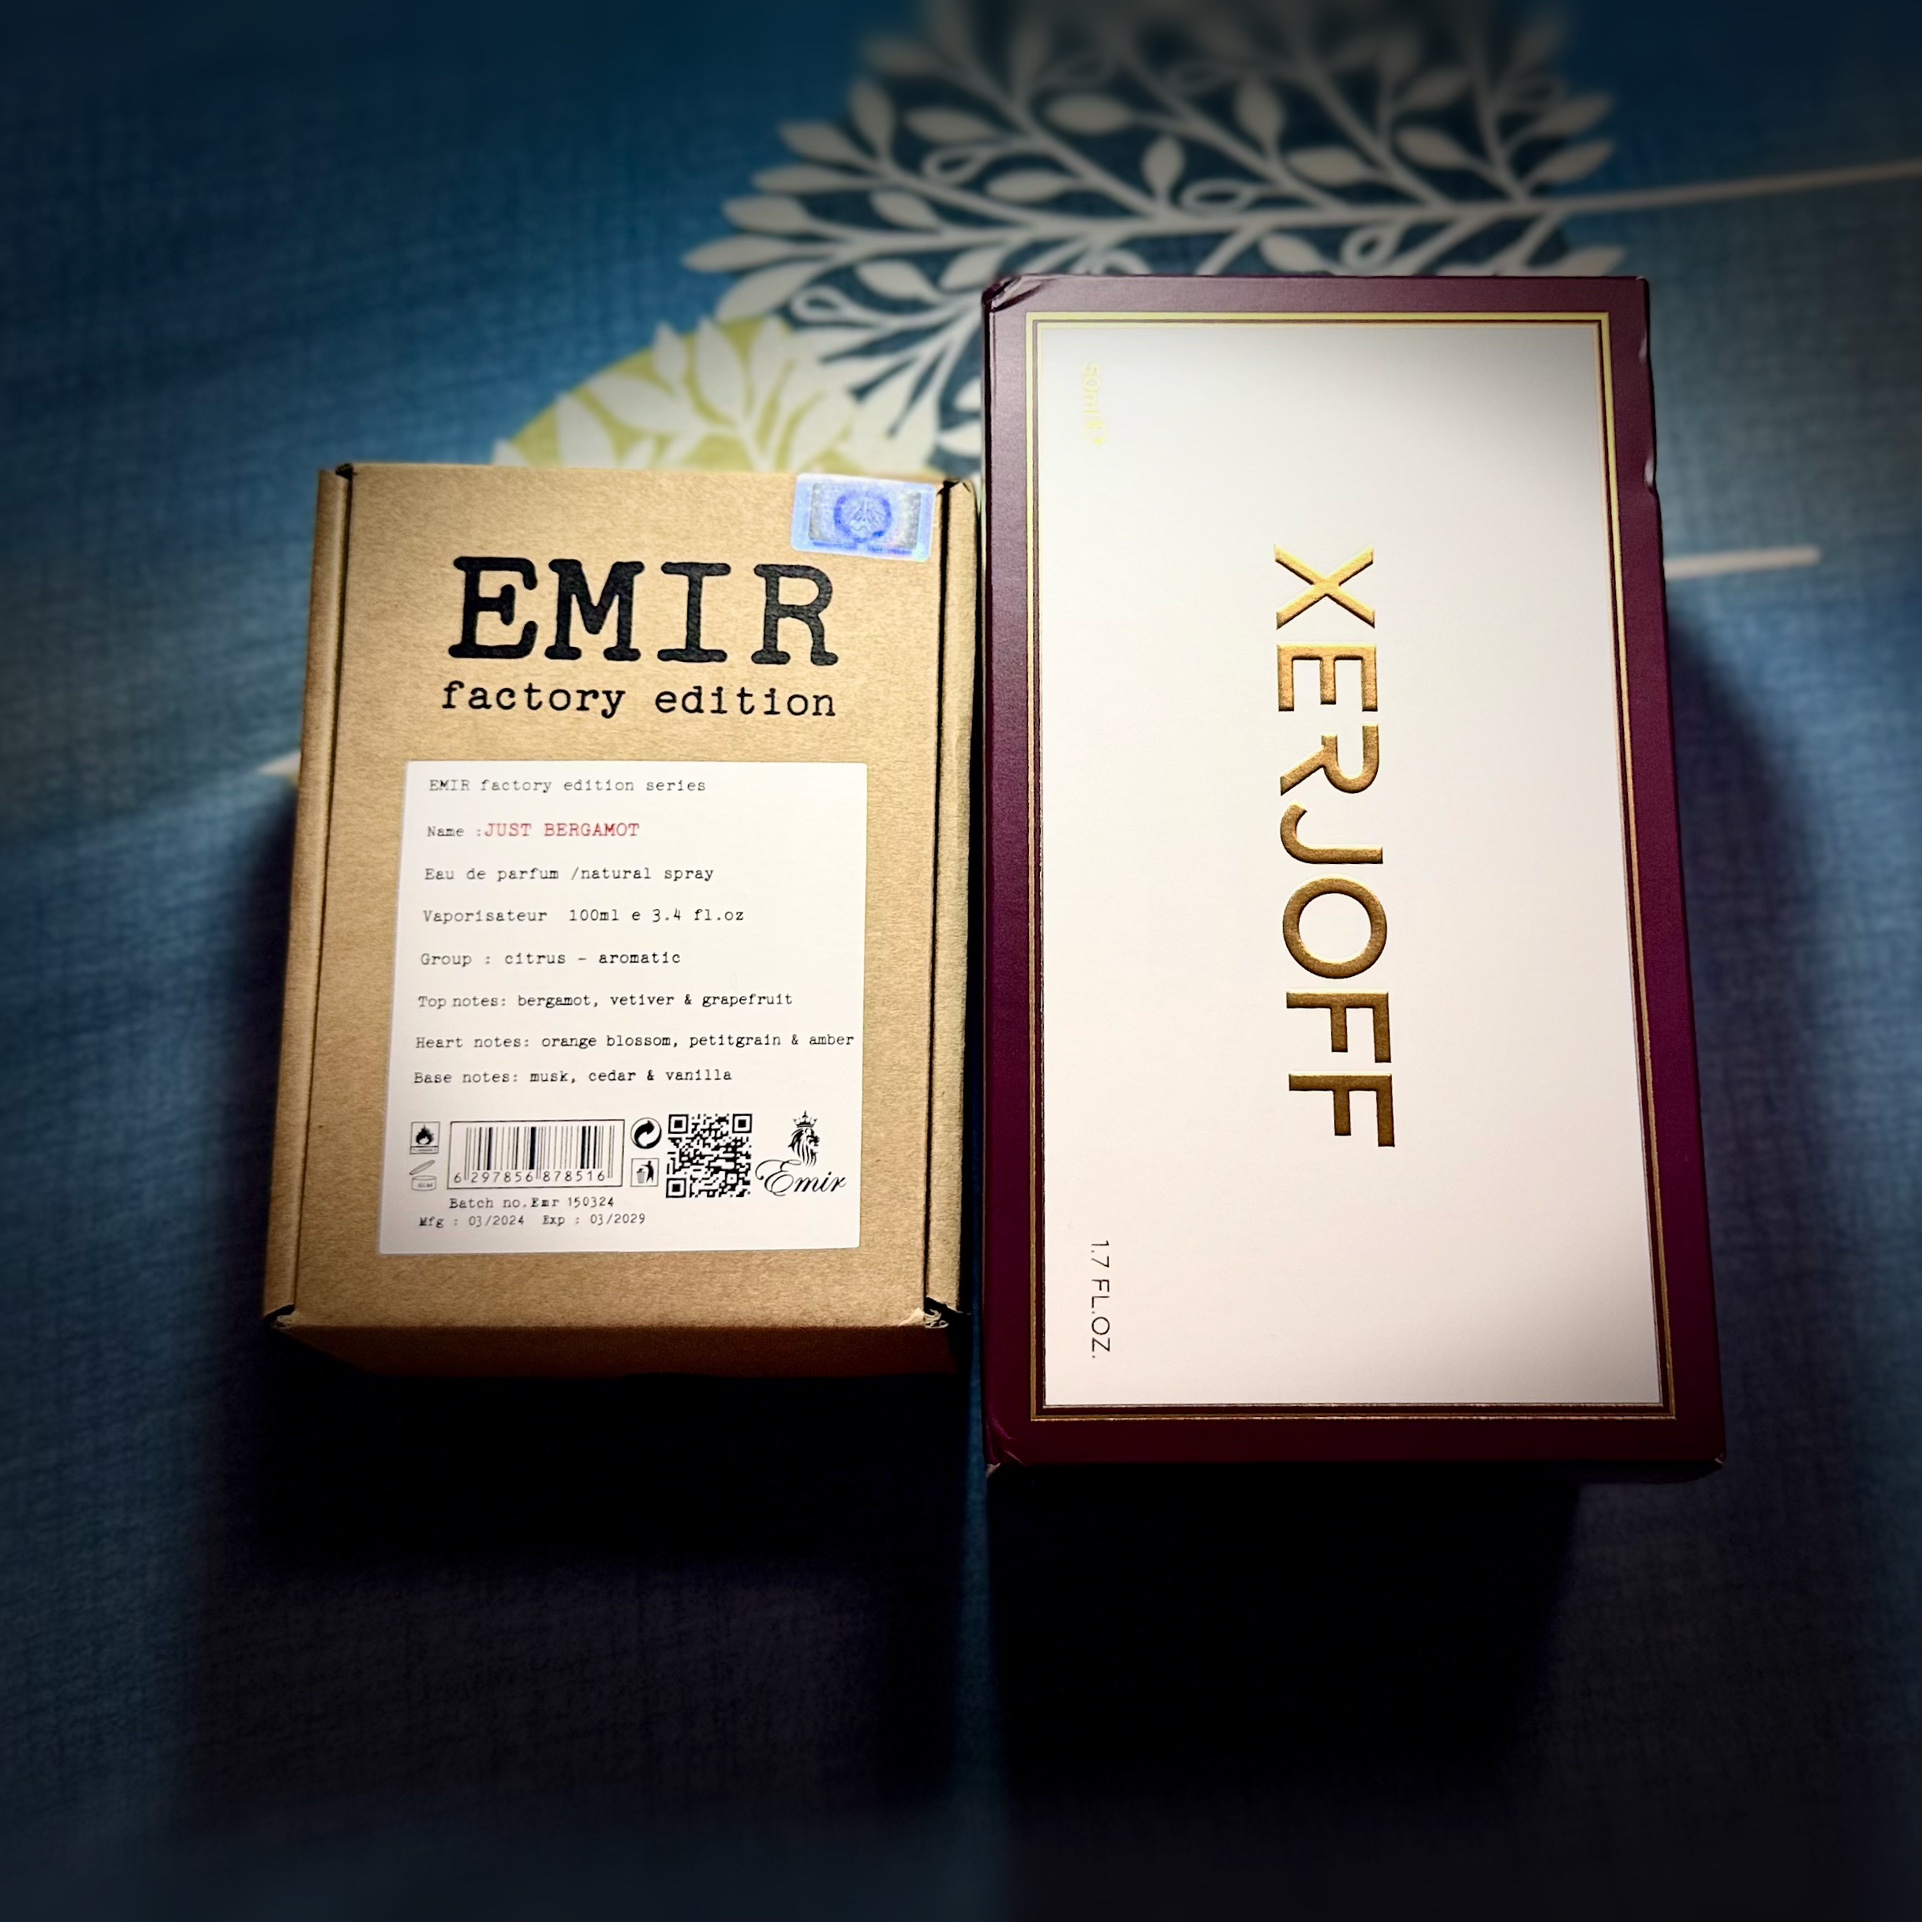 EMIR
factory edition
EMIR factory edition series
Name :JUST BERGAMOT
Eau de parfum /natural spray
Vaporisateur 100ml e 3.4 fl.oz
Group : citrus - aromatic
Top notes: bergamot, vetiver & grapefruit
Heart notes: orange blossom, petitgrain & amber
Base notes: musk, cedar & vanilla
6 297856 878516
Emir
Batch no.Emr 150324
Mfg : 03/2024 Exp : 03/2029
50ml
XERJOFF
1.7 FL.OZ.